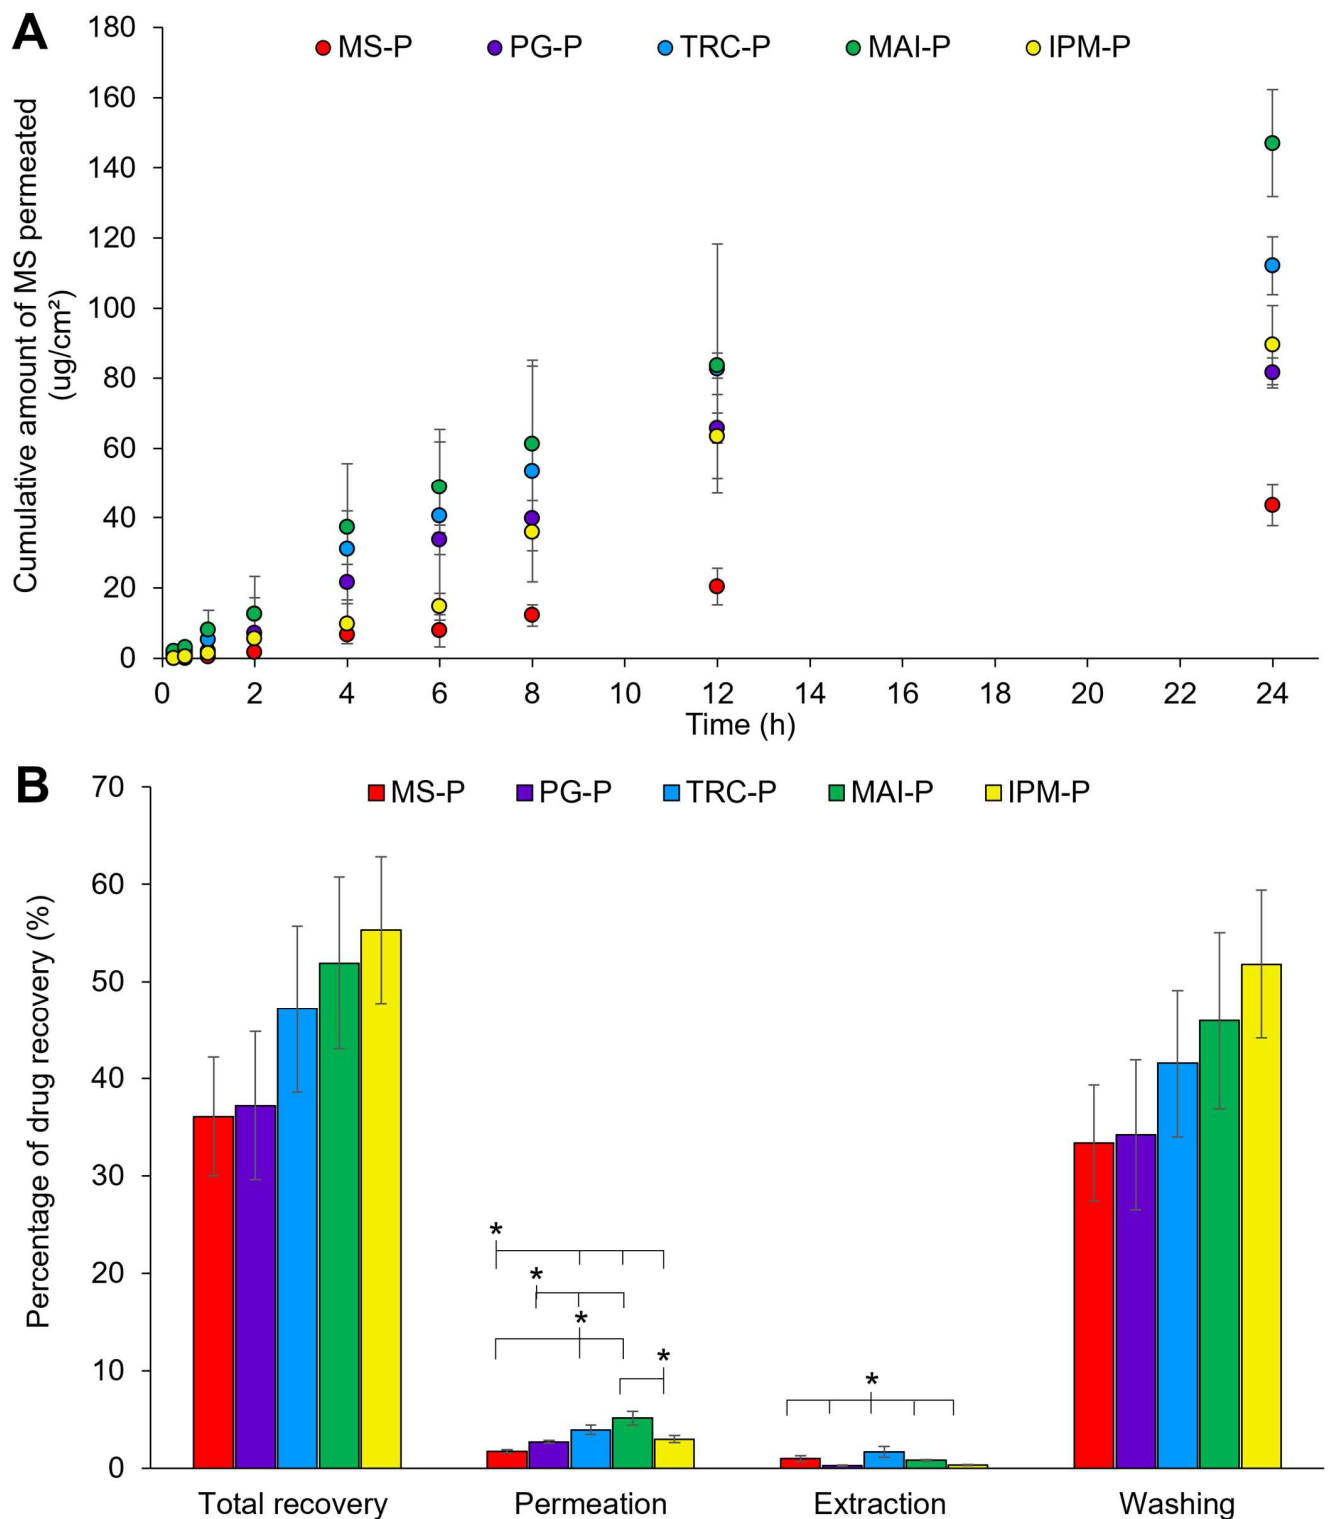 A
MS-P PG-P TRC-P MAI-P IPM-P
Cumulative amount of MS permeated
(ug/cm²)
180
160
140
120
100
80
60
40
20
0
0 2 4 6 8 10 12 14 16 18 20 22 24
Time (h)
B
MS-P PG-P TRC-P MAI-P IPM-P
Percentage of drug recovery (%)
70
60
50
40
30
20
10
0
*
*
*
*
*
Total recovery Permeation Extraction Washing